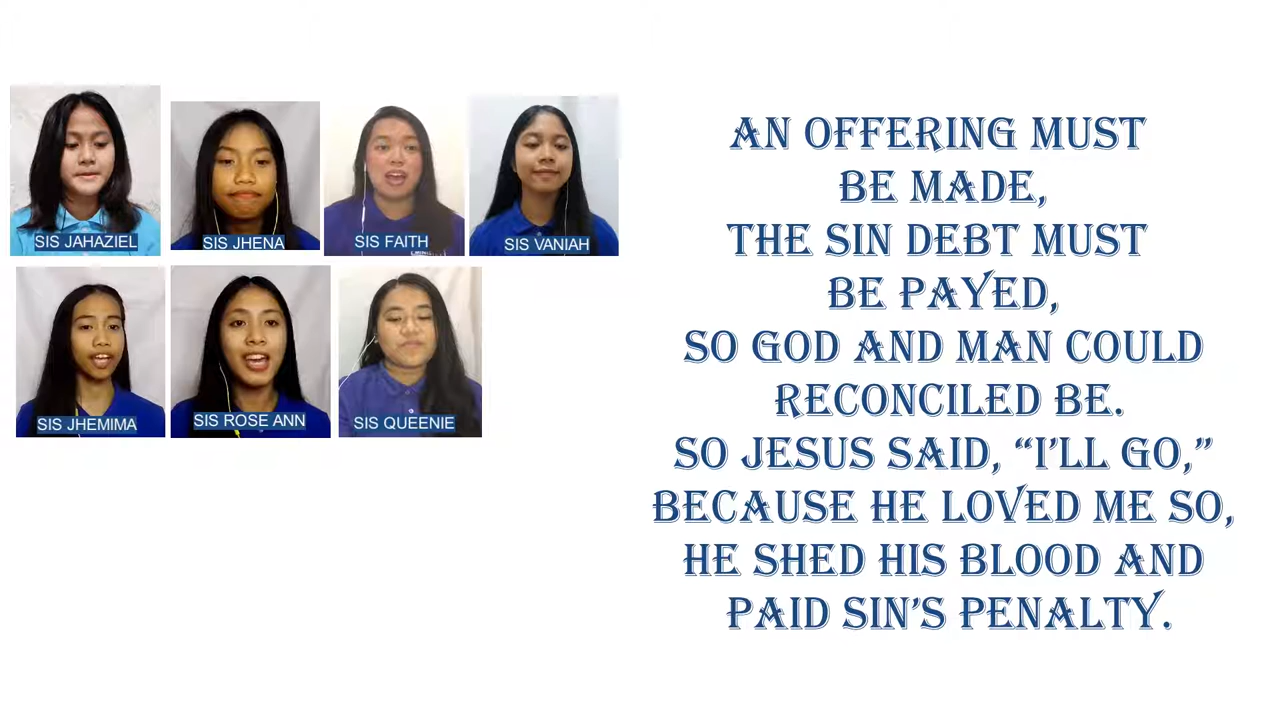 SIS JAHAZIEL
SIS JHENA
SIS FAITH
SIS VANIAH
SIS JHEMIMA
SIS ROSE ANN
SIS QUEENIE
AN OFFERING MUST
BE MADE,
THE SIN DEBT MUST
BE PAYED,
SO GOD AND MAN COULD
RECONCILED BE.
SO JESUS SAID, “I’LL GO,”
BECAUSE HE LOVED ME SO,
HE SHED HIS BLOOD AND
PAID SIN’S PENALTY.